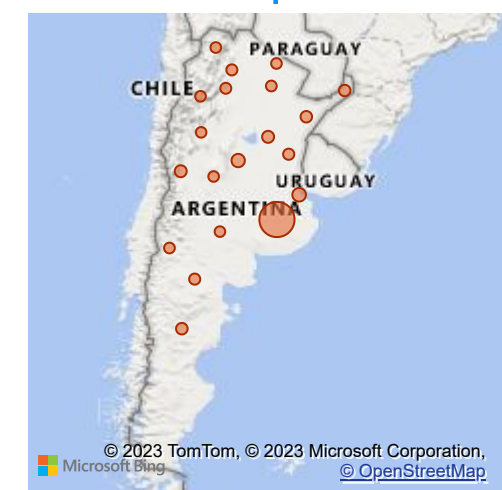 PARAGUAY
CHILE
URUGUAY
ARGENTINA
© 2023 TomTom, © 2023 Microsoft Corporation,
Microsoft Bing
© OpenStreetMap